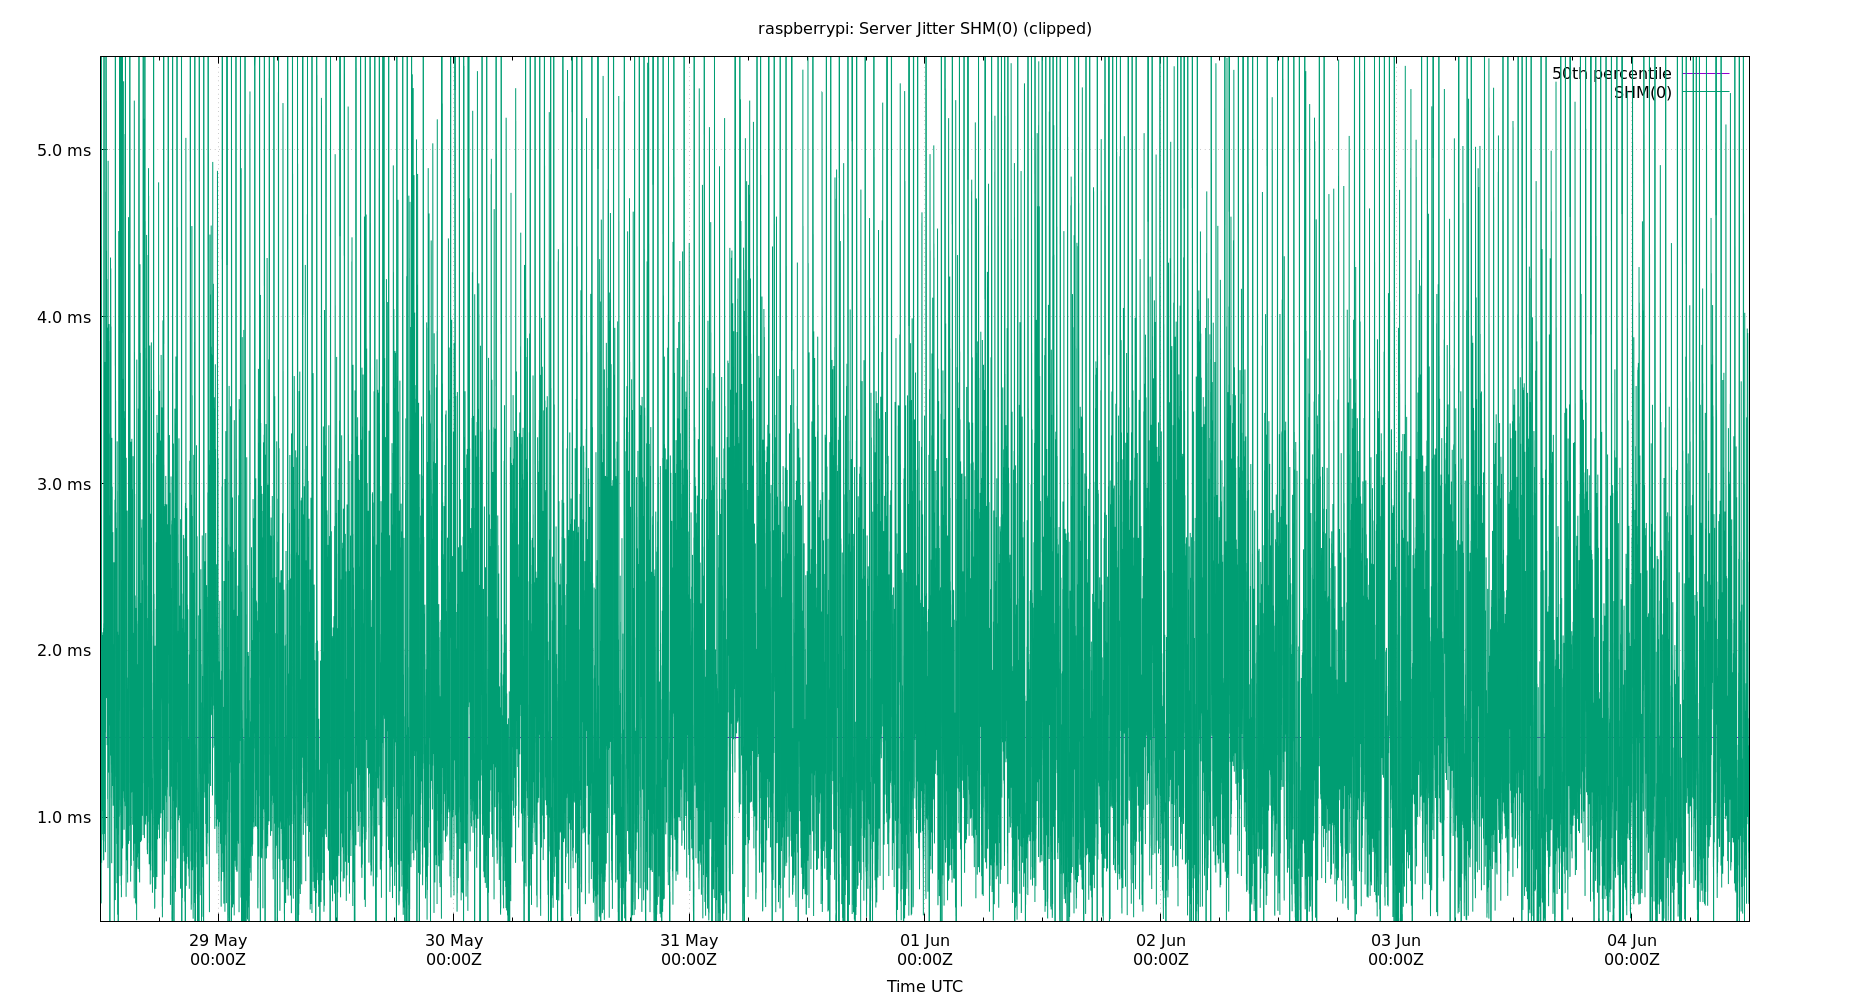 raspberrypi: Server Jitter SHM(0) (clipped)
50th percentile
SHM(0)
5.0 ms
4.0 ms
3.0 ms
2.0 ms
1.0 ms
29 May 30 May 31 May 01 Jun 02 Jun 03 Jun 04 Jun
00:00Z 00:00Z 00:00Z 00:00Z 00:00Z 00:00Z 00:00Z
Time UTC